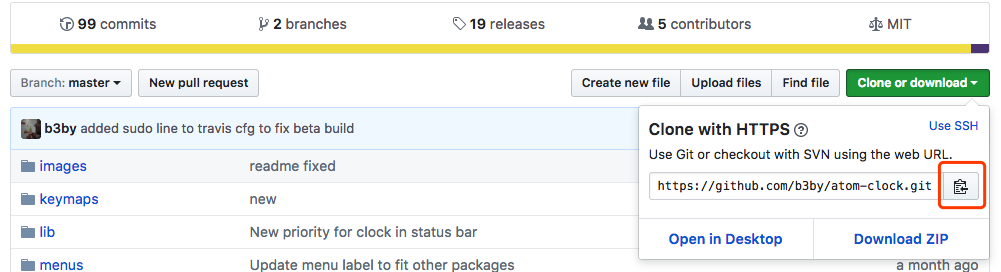 99 commits 2 branches 19 releases 5 contributors MIT
Branch: master New pull request Create new file Upload files Find file Clone or download
b3by added sudo line to travis cfg to fix beta build
Clone with HTTPS Use SSH
Use Git or checkout with SVN using the web URL.
https://github.com/b3by/atom-clock.git
Open in Desktop Download ZIP
images readme fixed
keymaps new
lib New priority for clock in status bar
menus Update menu label to fit other packages a month ago